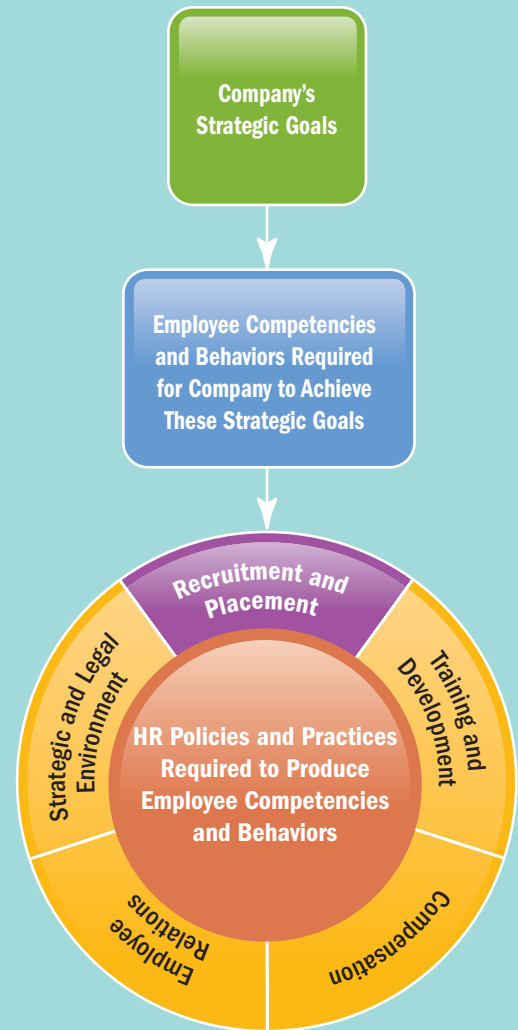 Company's
Strategic Goals
Employee Competencies
and Behaviors Required
for Company to Achieve
These Strategic Goals
Recruitment and
Placement
Strategic and Legal
Environment
Training and
Development
HR Policies and Practices
Required to Produce
Employee Competencies
and Behaviors
Employee
Relations
Compensation